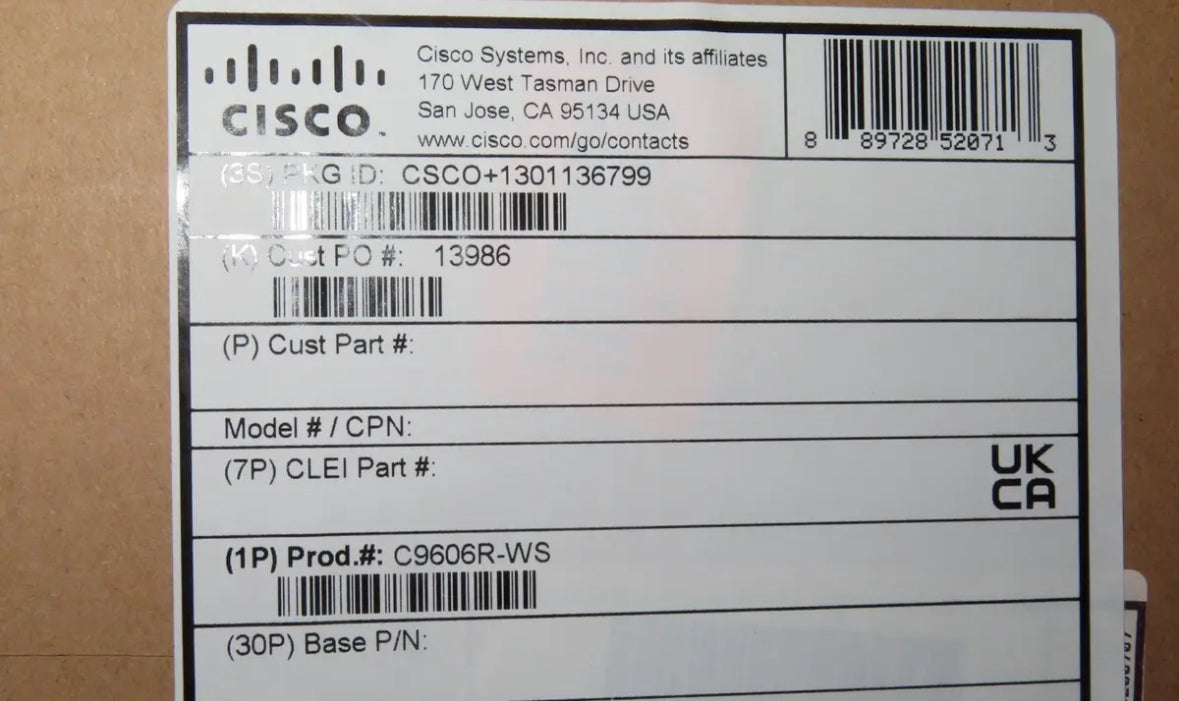 CISCO
Cisco Systems, Inc. and its affiliates
170 West Tasman Drive
San Jose, CA 95134 USA
www.cisco.com/go/contacts
8 89728 52071 3
(3S) PKG ID: CSCO+1301136799
(K) Cust PO #: 13986
(P) Cust Part #:
Model # / CPN:
(7P) CLEI Part #:
UK
CA
(1P) Prod.#: C9606R-WS
(30P) Base P/N: